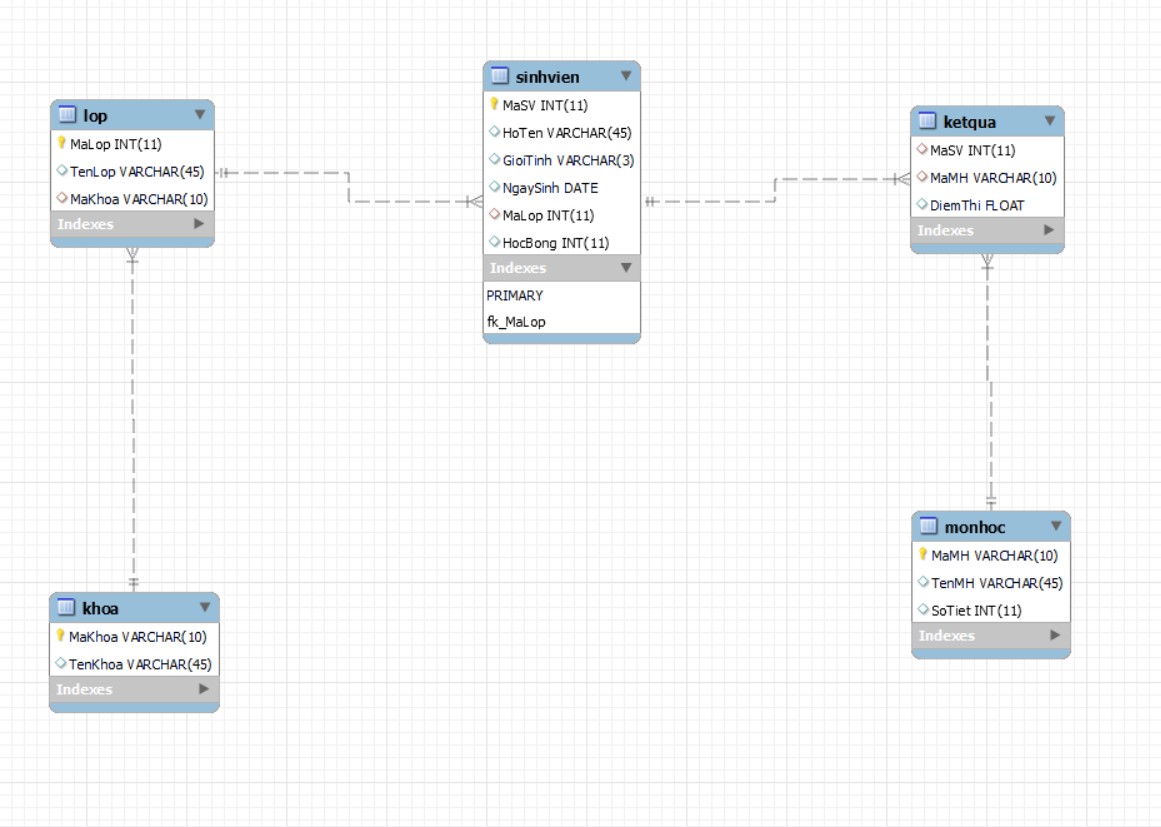 lop
MaLop INT(11)
TenLop VARCHAR(45)
MaKhoa VARCHAR(10)
Indexes
sinhvien
MaSV INT(11)
HoTen VARCHAR(45)
GioiTinh VARCHAR(3)
NgaySinh DATE
MaLop INT(11)
HocBong INT(11)
Indexes
PRIMARY
fk_MaLop
ketqua
MaSV INT(11)
MaMH VARCHAR(10)
DiemThi FLOAT
Indexes
khoa
MaKhoa VARCHAR(10)
TenKhoa VARCHAR(45)
Indexes
monhoc
MaMH VARCHAR(10)
TenMH VARCHAR(45)
SoTiet INT(11)
Indexes